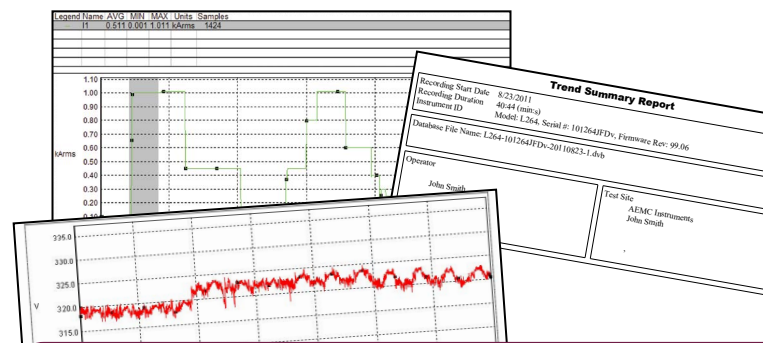 Legend Name AVG MIN MAX Units Samples
I1 0.511 0.001 1.011 kArms 1424
1.10
1.00
0.90
0.80
0.70
0.60
0.50
0.40
0.30
0.20
0.10
kArms
Trend Summary Report
Recording Start Date 8/23/2011
Recording Duration 40:44 (min:s)
Instrument ID Model: L264, Serial #: 101264JFDv, Firmware Rev: 99.06
Database File Name: L264-101264JFDv-20110823-1.dvb
Operator
John Smith
Test Site
AEMC Instruments
John Smith
335.0
330.0
325.0
320.0
315.0
V